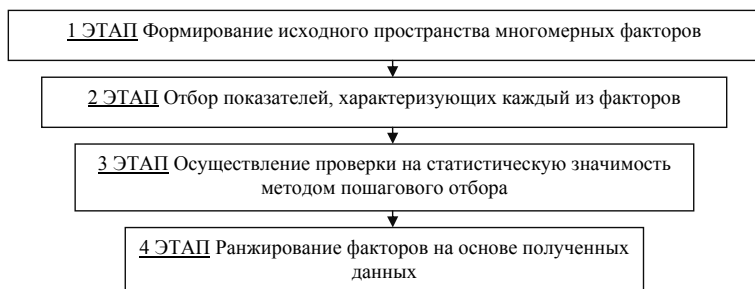 1 ЭТАП Формирование исходного пространства многомерных факторов
2 ЭТАП Отбор показателей, характеризующих каждый из факторов
3 ЭТАП Осуществление проверки на статистическую значимость
методом пошагового отбора
4 ЭТАП Ранжирование факторов на основе полученных
данных